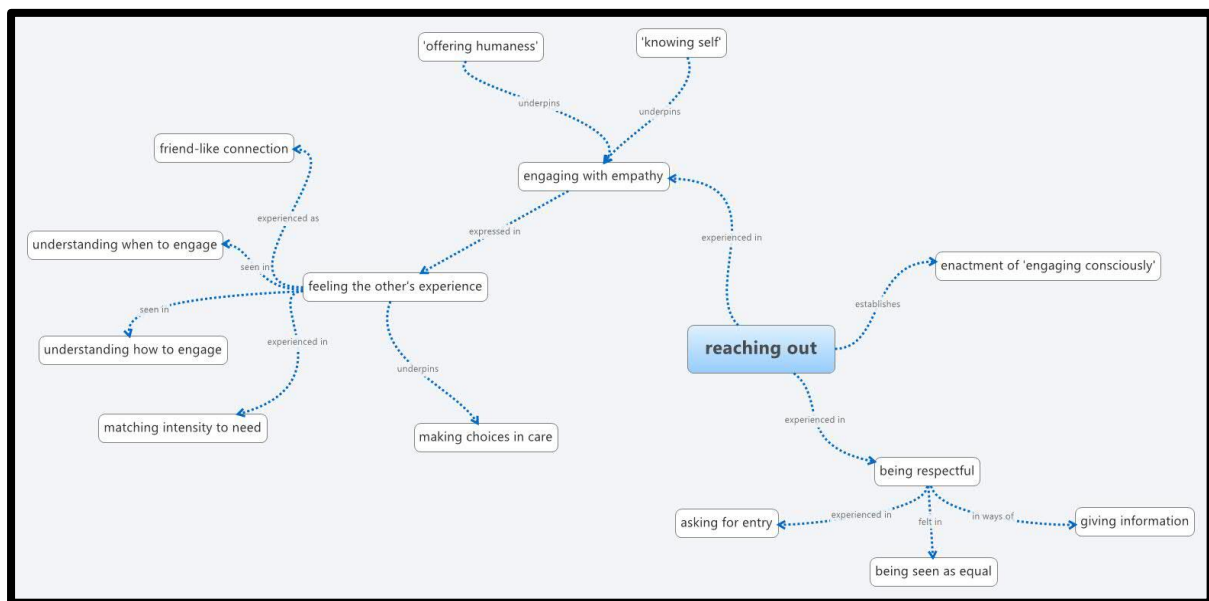 'offering humaness'
'knowing self'
underpins
underpins
friend-like connection
engaging with empathy
experienced as
expressed in
experienced in
understanding when to engage
seen in
enactment of 'engaging consciously'
feeling the other's experience
establishes
seen in
understanding how to engage
experienced in
reaching out
underpins
matching intensity to need
making choices in care
experienced in
being respectful
asking for entry
experienced in
felt in
in ways of
giving information
being seen as equal